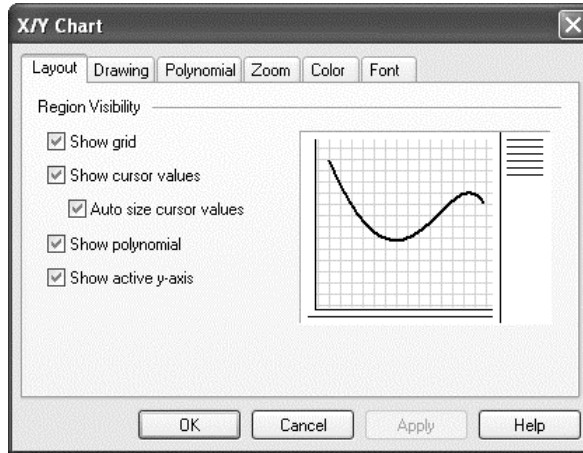 X/Y Chart
Layout Drawing Polynomial Zoom Color Font
Region Visibility
Show grid
Show cursor values
Auto size cursor values
Show polynomial
Show active y-axis
OK Cancel Apply Help